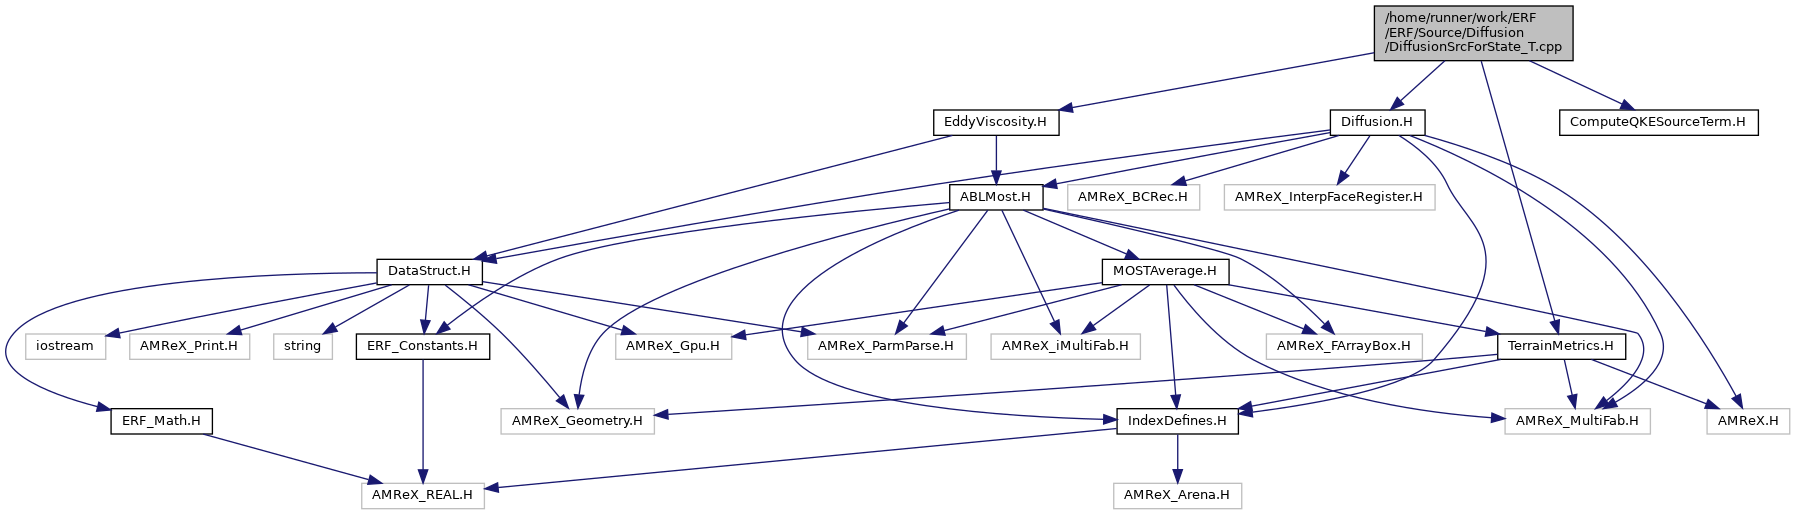 /home/runner/work/ERF
/ERF/Source/Diffusion
/DiffusionSrcForState_T.cpp
EddyViscosity.H
Diffusion.H
ComputeQKESourceTerm.H
ABLMost.H
AMReX_BCRec.H
AMReX_InterpFaceRegister.H
DataStruct.H
MOSTAverage.H
iostream
AMReX_Print.H
string
ERF_Constants.H
AMReX_Gpu.H
AMReX_ParmParse.H
AMReX_iMultiFab.H
AMReX_FArrayBox.H
TerrainMetrics.H
ERF_Math.H
AMReX_Geometry.H
IndexDefines.H
AMReX_MultiFab.H
AMReX.H
AMReX_REAL.H
AMReX_Arena.H